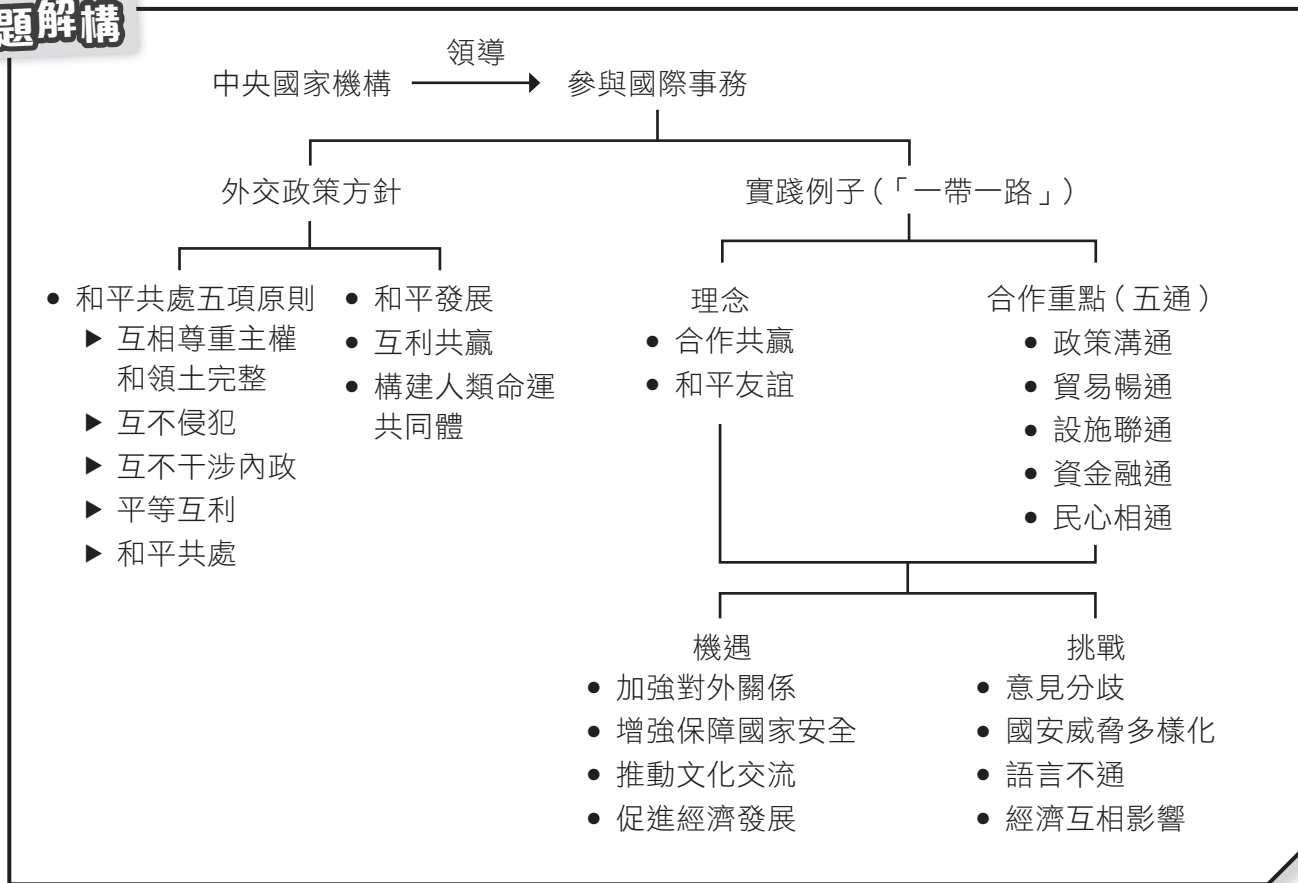 題解構
領導
中央國家機構
參與國際事務
外交政策方針
實踐例子(「一帶一路」)
• 和平共處五項原則
▶ 互相尊重主權
和領土完整
▶ 互不侵犯
▶ 互不干涉內政
▶ 平等互利
▶ 和平共處
• 和平發展
• 互利共贏
• 構建人類命運
共同體
理念
• 合作共贏
• 和平友誼
合作重點(五通)
• 政策溝通
• 貿易暢通
• 設施聯通
• 資金融通
• 民心相通
機遇
• 加強對外關係
• 增強保障國家安全
• 推動文化交流
• 促進經濟發展
挑戰
• 意見分歧
• 國安威脅多樣化
• 語言不通
• 經濟互相影響